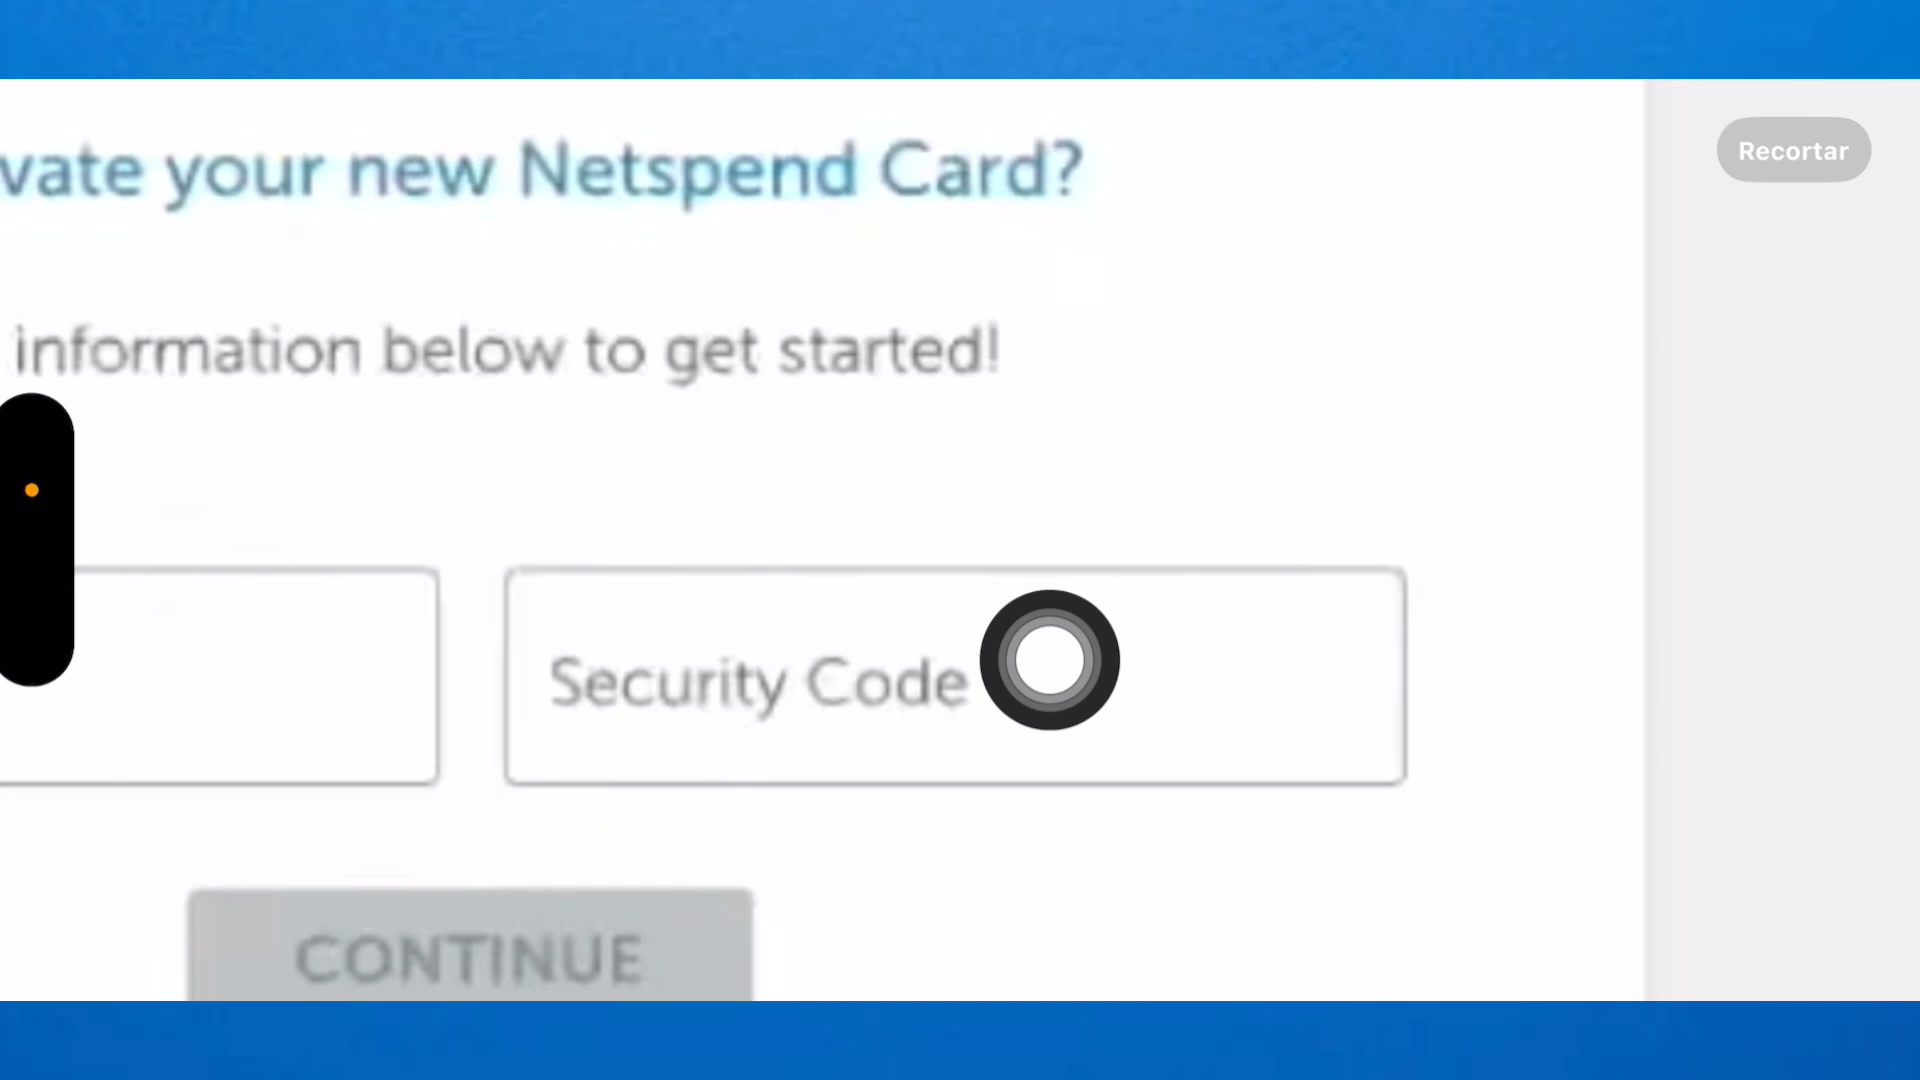 vate your new Netspend Card?
Recortar
information below to get started!
Security Code
CONTINUE